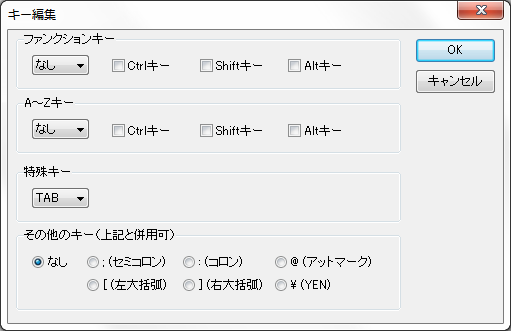 キー編集
ファンクションキー
なし Ctrlキー Shiftキー Altキー
OK
キャンセル
A～Zキー
なし Ctrlキー Shiftキー Altキー
特殊キー
TAB
その他のキー(上記と併用可)
なし ;(セミコロン) :(コロン) @(アットマーク)
[(左大括弧) ](右大括弧) ¥(YEN)